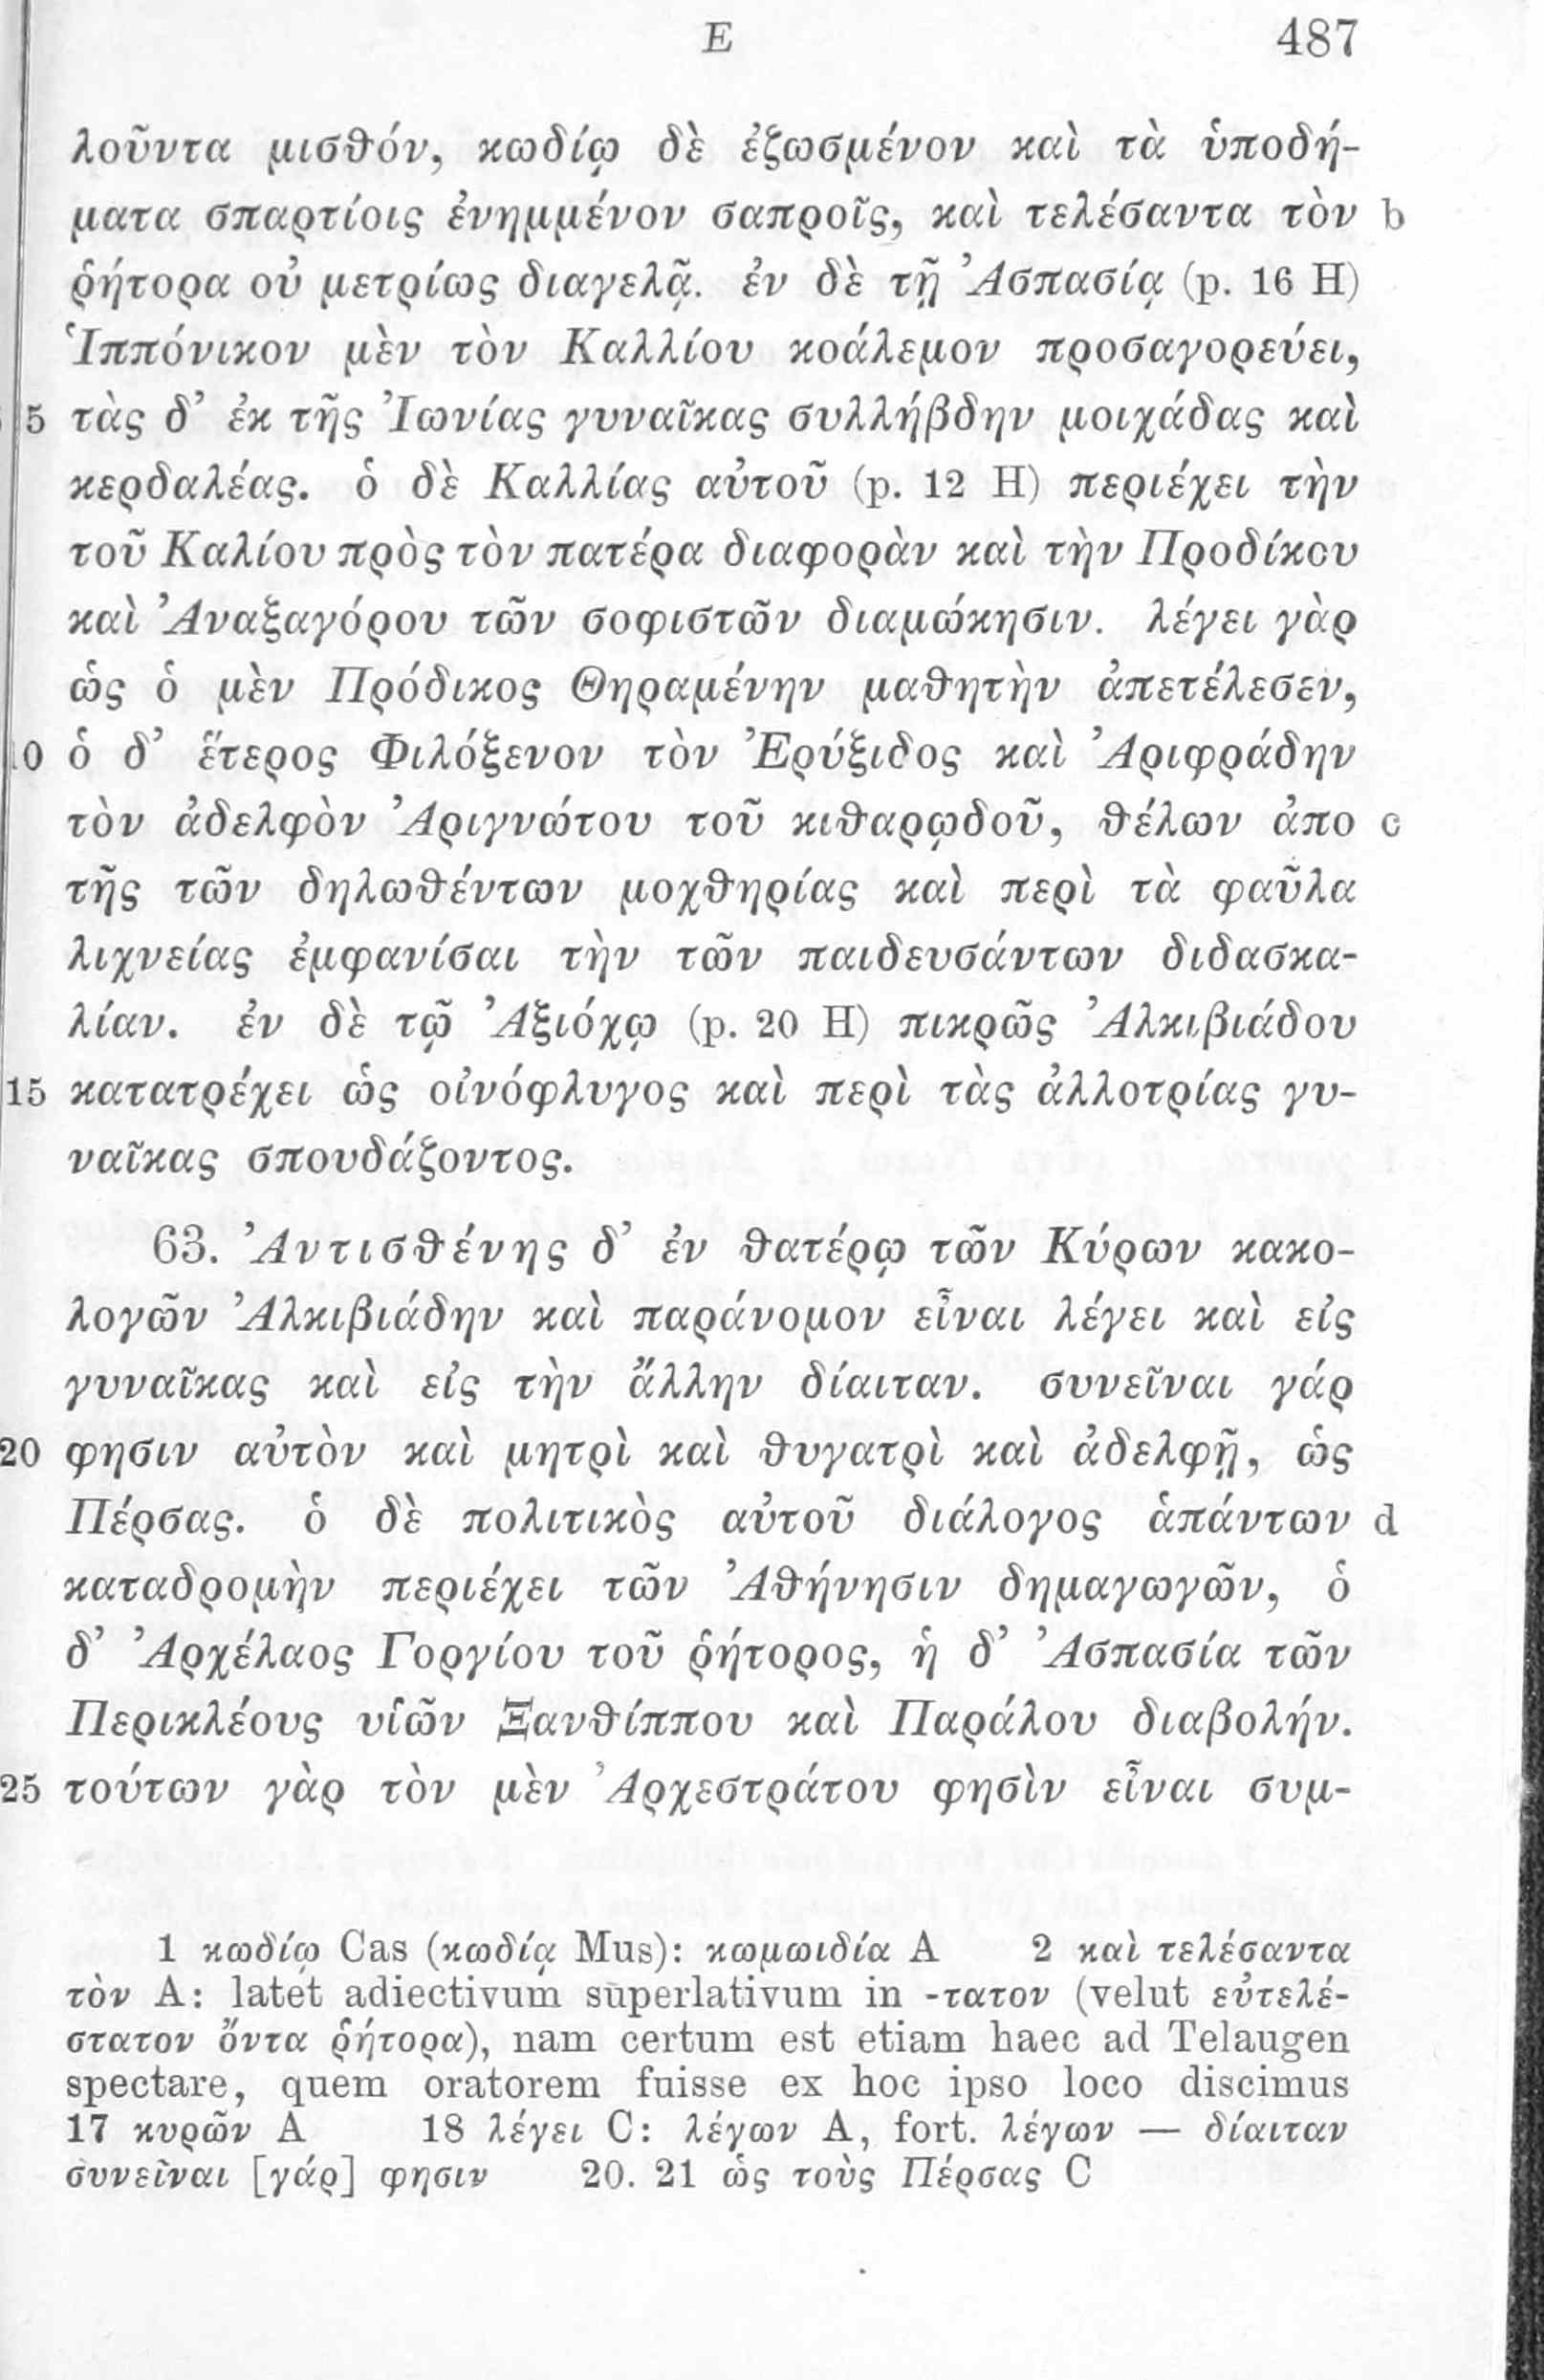 E 487
λοῦντα μισθόν, κωδίῳ δὲ ἐξωσμένον καὶ τὰ ὑποδή-
ματα σπαρτίοις ἐνημμένον σαπροῖς, καὶ τελέσαντα τὸν b
ῥήτορα οὐ μετρίως διαγελᾷ. ἐν δὲ τῇ Ἀσπασίᾳ (p. 16 H)
Ἱππόνικον μὲν τὸν Καλλίου κοάλεμον προσαγορεύει,
5 τὰς δ’ ἐκ τῆς Ἰωνίας γυναῖκας συλλήβδην μοιχάδας καὶ
κερδαλέας. ὁ δὲ Καλλίας αὐτοῦ (p. 12 H) περιέχει τὴν
τοῦ Καλίου πρὸς τὸν πατέρα διαφορὰν καὶ τὴν Προδίκου
καὶ Ἀναξαγόρου τῶν σοφιστῶν διαμώκησιν. λέγει γὰρ
ὡς ὁ μὲν Πρόδικος Θηραμένην μαθητὴν ἀπετέλεσεν,
10 ὁ δ’ ἕτερος Φιλόξενον τὸν Ἐρύξιδος καὶ Ἀριφράδην
τὸν ἀδελφὸν Ἀριγνώτου τοῦ κιθαρῳδοῦ, θέλων ἀπο c
τῆς τῶν δηλωθέντων μοχθηρίας καὶ περὶ τὰ φαῦλα
λιχνείας ἐμφανίσαι τὴν τῶν παιδευσάντων διδασκα-
λίαν. ἐν δὲ τῷ Ἀξιόχῳ (p. 20 H) πικρῶς Ἀλκιβιάδου
15 κατατρέχει ὡς οἰνόφλυγος καὶ περὶ τὰς ἀλλοτρίας γυ-
ναῖκας σπουδάζοντος.
63. Ἀντισθένης δ’ ἐν θατέρῳ τῶν Κύρων κακο-
λογῶν Ἀλκιβιάδην καὶ παράνομον εἶναι λέγει καὶ εἰς
γυναῖκας καὶ εἰς τὴν ἄλλην δίαιταν. συνεῖναι γάρ
20 φησιν αὐτὸν καὶ μητρὶ καὶ θυγατρὶ καὶ ἀδελφῇ, ὡς
Πέρσας. ὁ δὲ πολιτικὸς αὐτοῦ διάλογος ἁπάντων d
καταδρομὴν περιέχει τῶν Ἀθήνησιν δημαγωγῶν, ὁ
δ’ Ἀρχέλαος Γοργίου τοῦ ῥήτορος, ἡ δ’ Ἀσπασία τῶν
Περικλέους υἱῶν Ξανθίππου καὶ Παράλου διαβολήν.
25 τούτων γὰρ τὸν μὲν Ἀρχεστράτου φησὶν εἶναι συμ-
1 κωδίῳ Cas (κωδίᾳ Mus): κωμωιδία A 2 καὶ τελέσαντα
τὸν A: latet adiectivum superlativum in -τατον (velut εὐτελέ-
στατον ὄντα ῥήτορα), nam certum est etiam haec ad Telaugen
spectare, quem oratorem fuisse ex hoc ipso loco discimus
17 κυρῶν A 18 λέγει C: λέγων A, fort. λέγων — δίαιταν
συνεῖναι [γάρ] φησιν 20. 21 ὡς τοὺς Πέρσας C